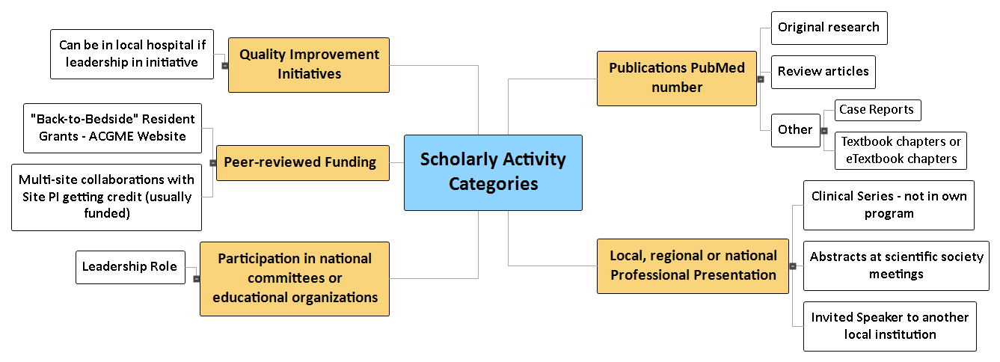 Scholarly Activity
Categories
Quality Improvement
Initiatives
Can be in local hospital if
leadership in initiative
Peer-reviewed Funding
"Back-to-Bedside" Resident
Grants - ACGME Website
Multi-site collaborations with
Site PI getting credit (usually
funded)
Participation in national
committees or
educational organizations
Leadership Role
Publications PubMed
number
Original research
Review articles
Other
Case Reports
Textbook chapters or
eTextbook chapters
Local, regional or national
Professional Presentation
Clinical Series - not in own
program
Abstracts at scientific society
meetings
Invited Speaker to another
local institution